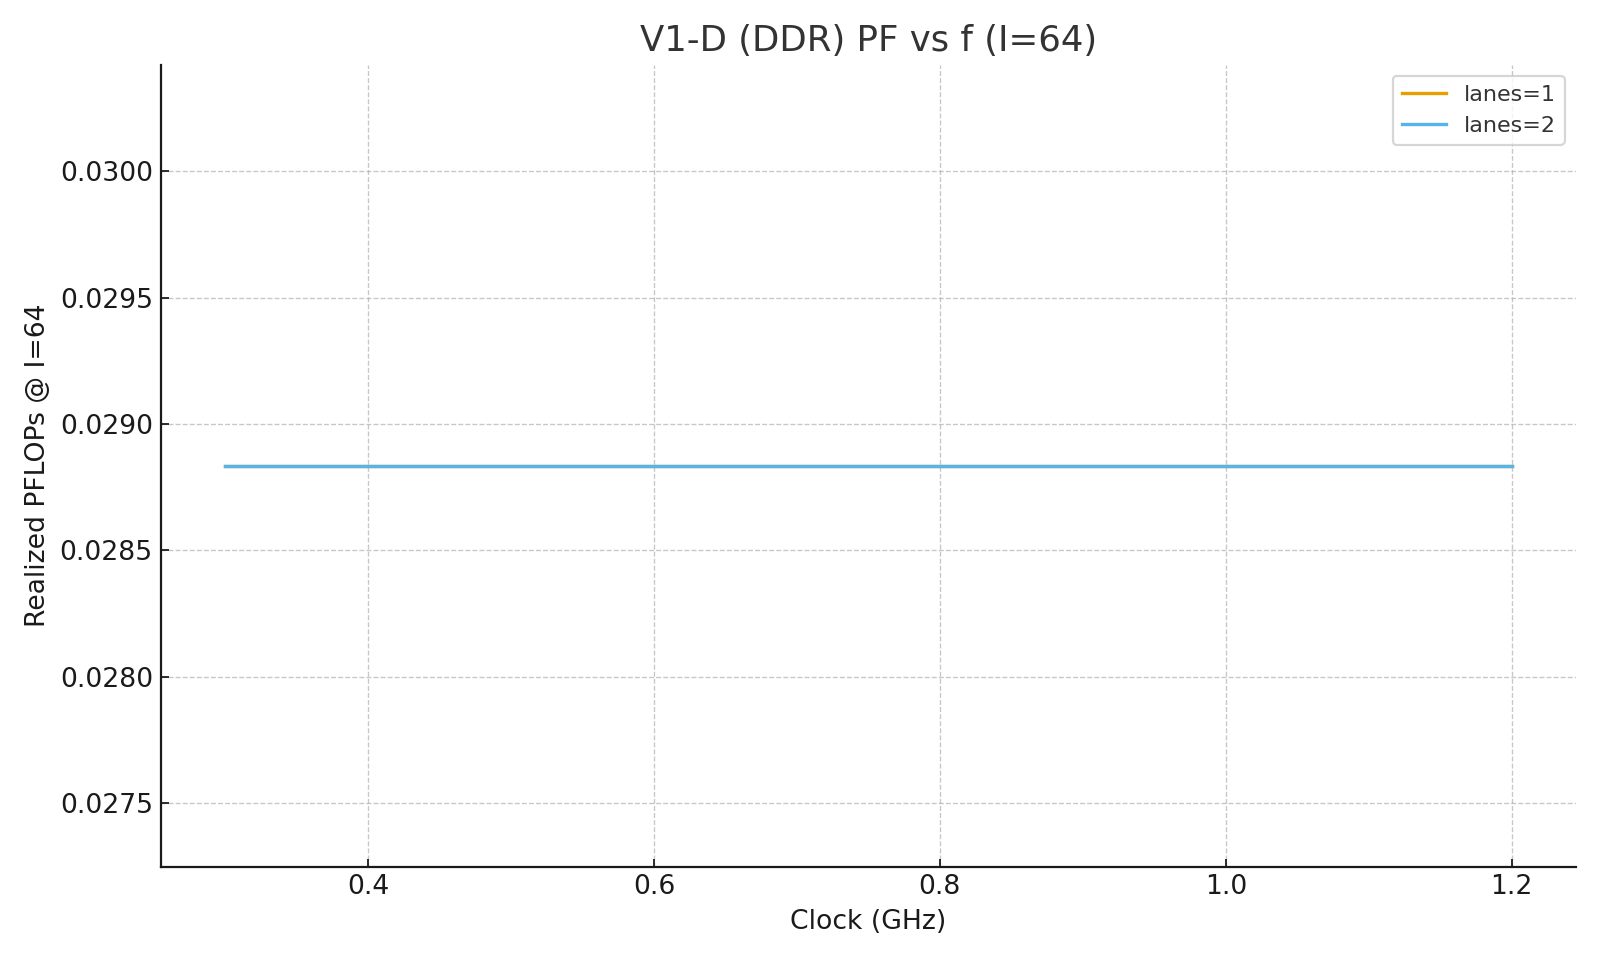 V1-D (DDR) PF vs f (I=64)
lanes=1
lanes=2
Realized PFLOPs @ I=64
0.0300
0.0295
0.0290
0.0285
0.0280
0.0275
0.4
0.6
0.8
1.0
1.2
Clock (GHz)